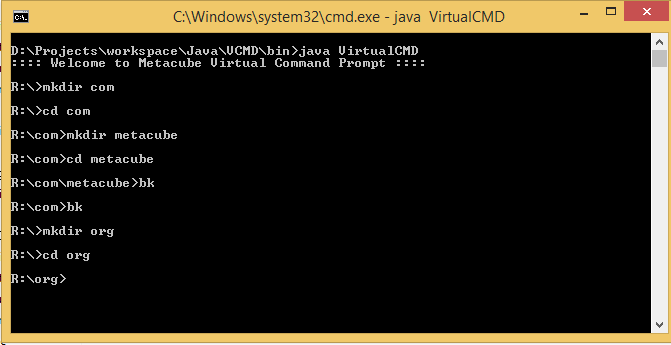 C:\Windows\system32\cmd.exe - java  VirtualCMD
D:\Projects\workspace\Java\VCMD\bin>java VirtualCMD
:::: Welcome to Metacube Virtual Command Prompt ::::
R:\>mkdir com
R:\>cd com
R:\com>mkdir metacube
R:\com>cd metacube
R:\com\metacube>bk
R:\com>bk
R:\>mkdir org
R:\>cd org
R:\org>